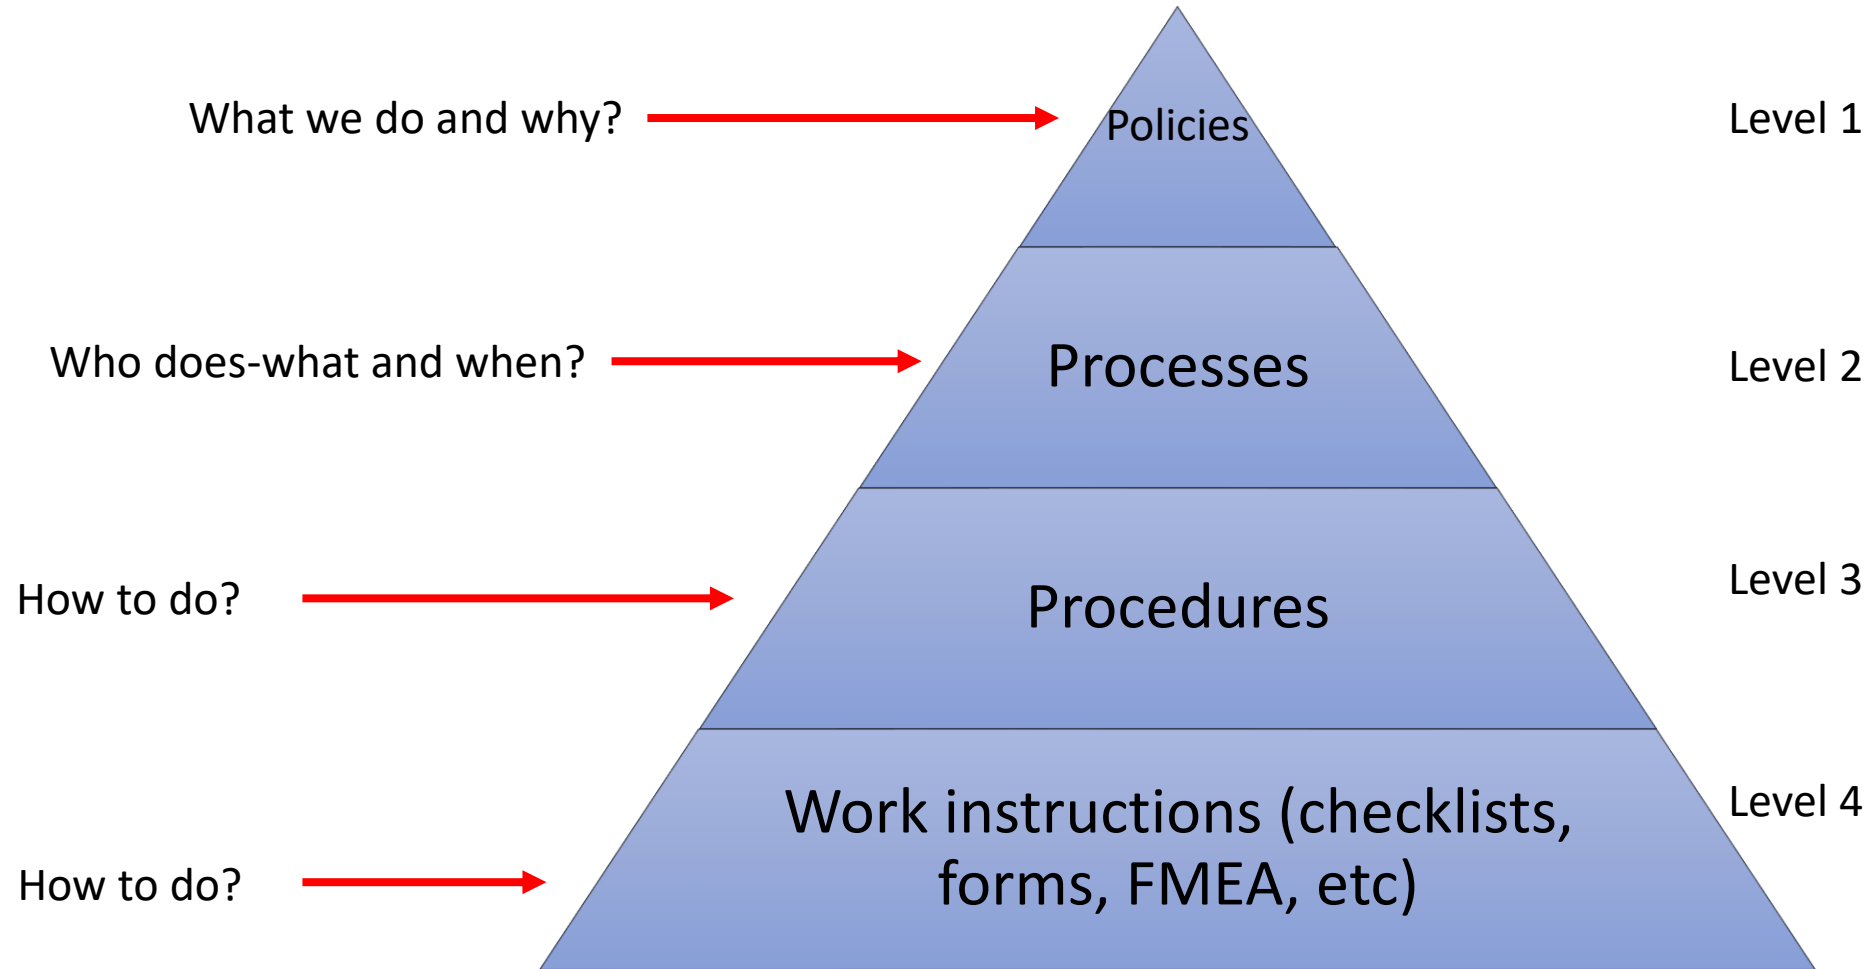 What we do and why?
Policies
Level 1
Who does-what and when?
Processes
Level 2
How to do?
Procedures
Level 3
Work instructions (checklists,
forms, FMEA, etc)
Level 4
How to do?